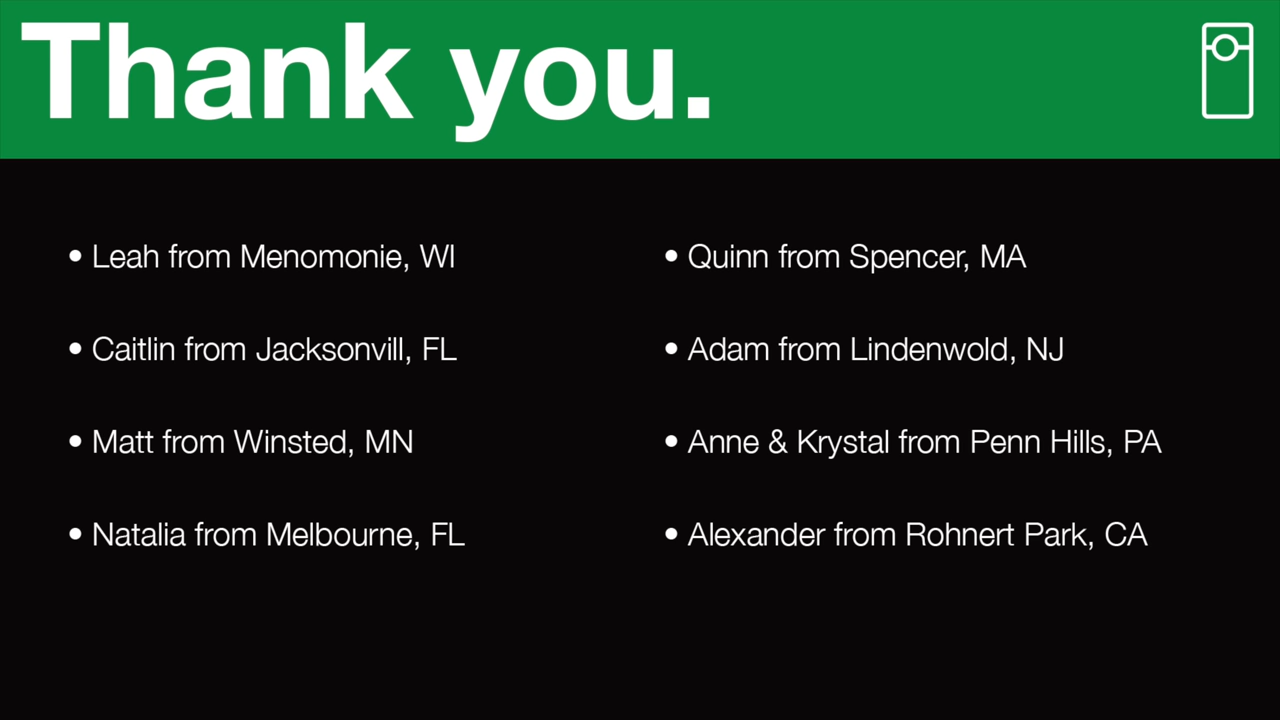 Thank you.
• Leah from Menomonie, WI
• Caitlin from Jacksonvill, FL
• Matt from Winsted, MN
• Natalia from Melbourne, FL
• Quinn from Spencer, MA
• Adam from Lindenwold, NJ
• Anne & Krystal from Penn Hills, PA
• Alexander from Rohnert Park, CA